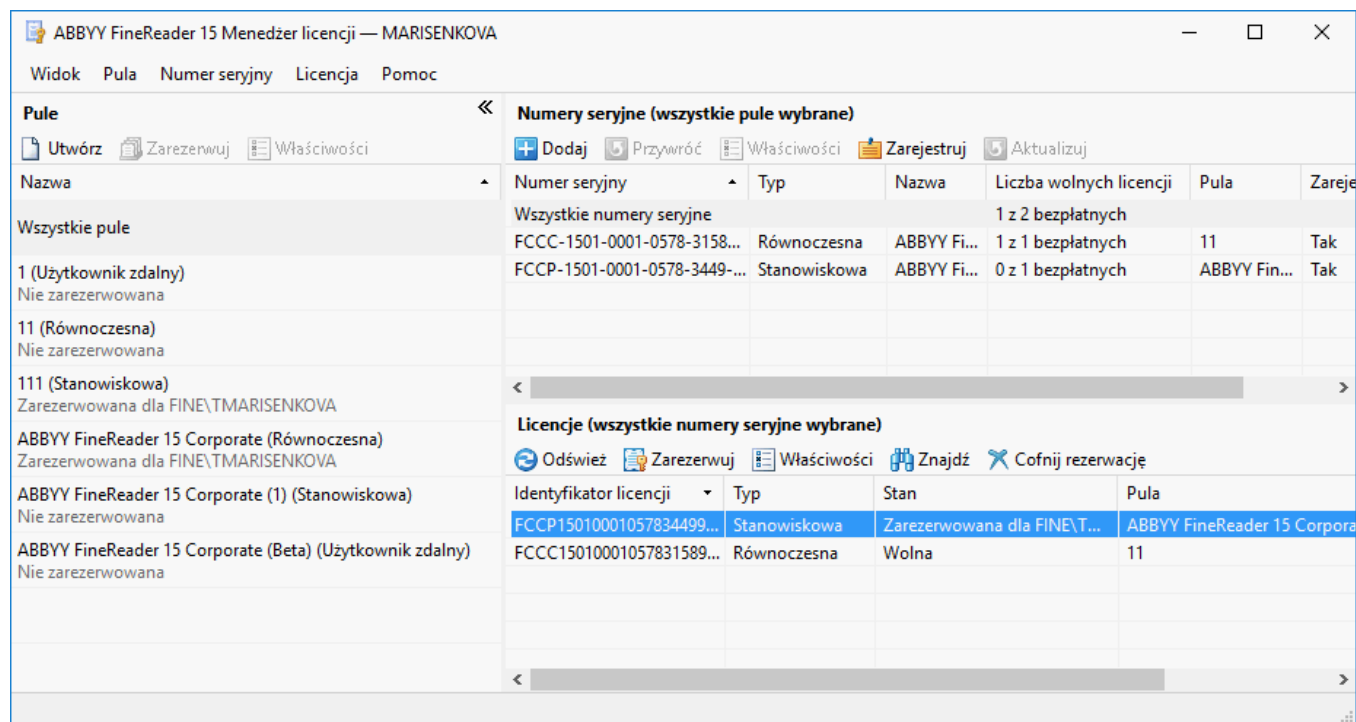 ABBYY FineReader 15 Menedżer licencji — MARISENKOVA
Widok Pula Numer seryjny Licencja Pomoc
Pule
Utwórz Zarezerwuj Właściwości
Nazwa
Wszystkie pule
1 (Użytkownik zdalny)
Nie zarezerwowana
11 (Równoczesna)
Nie zarezerwowana
111 (Stanowiskowa)
Zarezerwowana dla FINE\TMARISENKOVA
ABBYY FineReader 15 Corporate (Równoczesna)
Zarezerwowana dla FINE\TMARISENKOVA
ABBYY FineReader 15 Corporate (1) (Stanowiskowa)
Nie zarezerwowana
ABBYY FineReader 15 Corporate (Beta) (Użytkownik zdalny)
Nie zarezerwowana
Numery seryjne (wszystkie pule wybrane)
Dodaj Przywróć Właściwości Zarejestruj Aktualizuj
Numer seryjny Typ Nazwa Liczba wolnych licencji Pula Zareje
Wszystkie numery seryjne 1 z 2 bezpłatnych
FCCC-1501-0001-0578-3158... Równoczesna ABBYY Fi... 1 z 1 bezpłatnych 11 Tak
FCCP-1501-0001-0578-3449-... Stanowiskowa ABBYY Fi... 0 z 1 bezpłatnych ABBYY Fin... Tak
Licencje (wszystkie numery seryjne wybrane)
Odśwież Zarezerwuj Właściwości Znajdź Cofnij rezerwację
Identyfikator licencji Typ Stan Pula
FCCP15010001057834499... Stanowiskowa Zarezerwowana dla FINE\T... ABBYY FineReader 15 Corpora
FCCC15010001057831589... Równoczesna Wolna 11